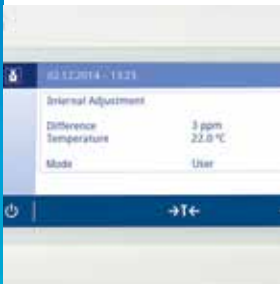 02.12.2014 - 13:25
Internal Adjustment
Difference 3 ppm
Temperature 22.0 °C
Mode User
→T←